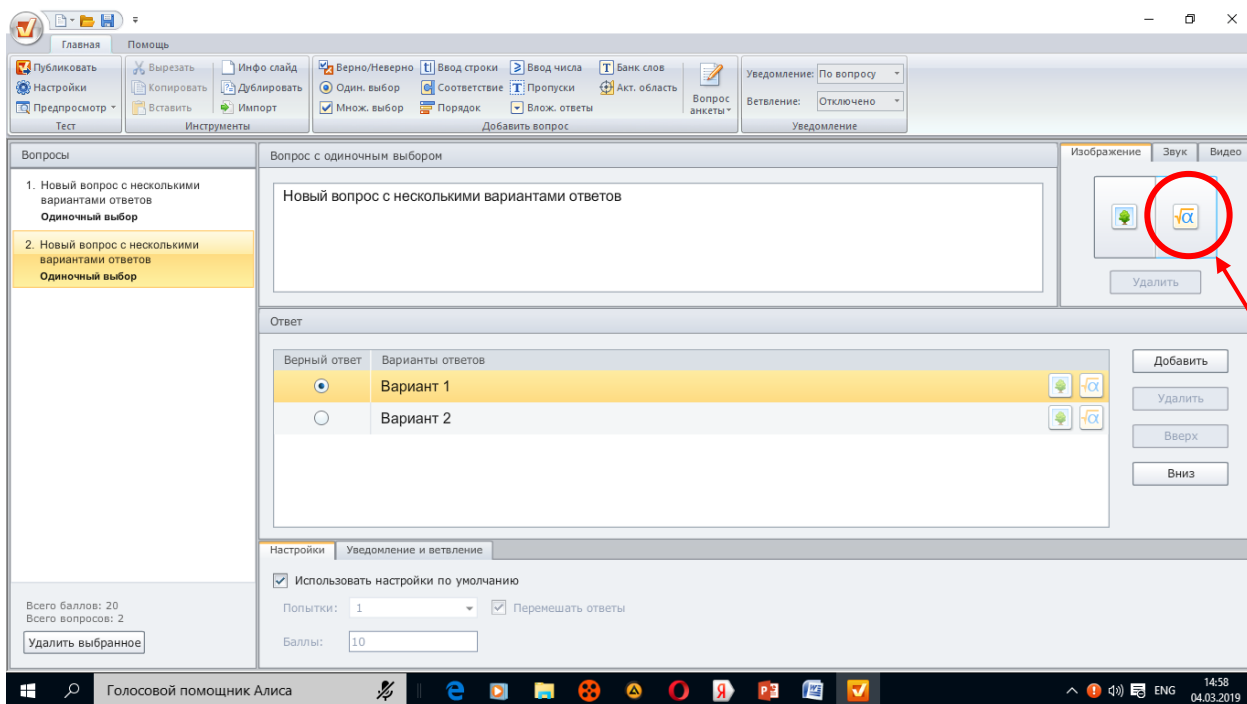 Главная Помощь
Публиковать Вырезать Инфо слайд Верно/Неверно Ввод строки Ввод числа Банк слов
Настройки Копировать Дублировать Один. выбор Соответствие Пропуски Акт. область
Предпросмотр Вставить Импорт Множ. выбор Порядок Влож. ответы
Вопрос
анкеты
Уведомление: По вопросу
Ветвление: Отключено
Тест Инструменты Добавить вопрос Уведомление
Вопросы
1. Новый вопрос с несколькими
вариантами ответов
Одиночный выбор
2. Новый вопрос с несколькими
вариантами ответов
Одиночный выбор
Всего баллов: 20
Всего вопросов: 2
Удалить выбранное
Вопрос с одиночным выбором
Новый вопрос с несколькими вариантами ответов
Изображение Звук Видео
√α
Удалить
Ответ
Верный ответ Варианты ответов
Вариант 1 √α
Вариант 2 √α
Добавить
Удалить
Вверх
Вниз
Настройки Уведомление и ветвление
Использовать настройки по умолчанию
Попытки: 1 Перемешать ответы
Баллы: 10
Голосовой помощник Алиса
ENG
14:58
04.03.2019